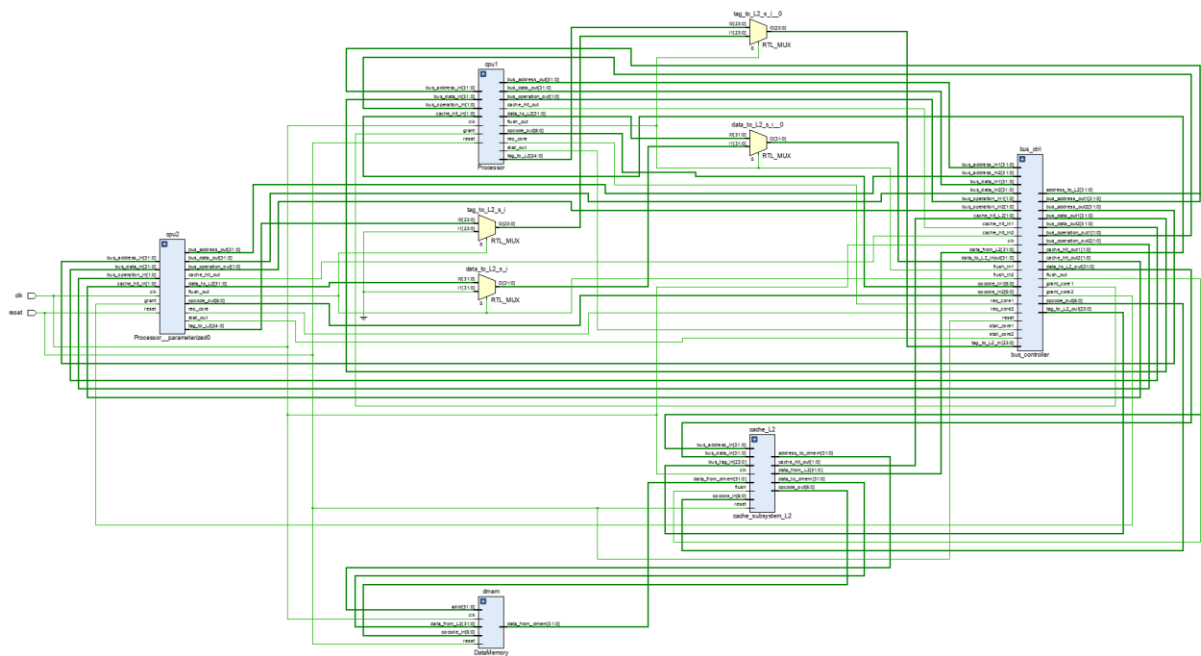 tag_to_L2_s_i__0
I0[23:0]
I1[23:0]
O[23:0]
S
RTL_MUX
cpu1
bus_address_in[31:0]
bus_data_in[31:0]
bus_operation_in[1:0]
cache_hit_in[1:0]
clk
grant
reset
bus_address_out[31:0]
bus_data_out[31:0]
bus_operation_out[1:0]
cache_hit_out
data_to_L2[31:0]
flush_out
opcode_out[6:0]
req_core
stall_out
tag_to_L2[24:0]
Processor
data_to_L2_s_i__0
I0[31:0]
I1[31:0]
O[31:0]
S
RTL_MUX
bus_ctrl
bus_address_in1[31:0]
bus_address_in2[31:0]
bus_data_in1[31:0]
bus_data_in2[31:0]
bus_operation_in1[1:0]
bus_operation_in2[1:0]
cache_hit_L2[1:0]
cache_hit_in1
cache_hit_in2
clk
data_from_L2[31:0]
data_to_L2_input[31:0]
flush_in1
flush_in2
opcode_in1[6:0]
opcode_in2[6:0]
req_core1
req_core2
reset
stall_core1
stall_core2
tag_to_L2_in[23:0]
address_to_L2[31:0]
bus_address_out1[31:0]
bus_address_out2[31:0]
bus_data_out1[31:0]
bus_data_out2[31:0]
bus_operation_out1[1:0]
bus_operation_out2[1:0]
cache_hit_out1[1:0]
cache_hit_out2[1:0]
data_to_L2_out[31:0]
flush_out
grant_core1
grant_core2
opcode_out[6:0]
tag_to_L2_out[23:0]
bus_controller
tag_to_L2_s_i
I0[23:0]
I1[23:0]
O[23:0]
S
RTL_MUX
data_to_L2_s_i
I0[31:0]
I1[31:0]
O[31:0]
S
RTL_MUX
cpu2
bus_address_in[31:0]
bus_data_in[31:0]
bus_operation_in[1:0]
cache_hit_in[1:0]
clk
grant
reset
bus_address_out[31:0]
bus_data_out[31:0]
bus_operation_out[1:0]
cache_hit_out
data_to_L2[31:0]
flush_out
opcode_out[6:0]
req_core
stall_out
tag_to_L2[24:0]
Processor__parameterized0
clk
reset
cache_L2
bus_address_in[31:0]
bus_data_in[31:0]
bus_tag_in[23:0]
clk
data_from_dmem[31:0]
flush
opcode_in[6:0]
reset
address_to_dmem[31:0]
cache_hit_out[1:0]
data_from_L2[31:0]
data_to_dmem[31:0]
opcode_out[6:0]
cache_subsystem_L2
dmem
addr[31:0]
clk
data_from_L2[31:0]
opcode_in[6:0]
reset
data_from_dmem[31:0]
DataMemory